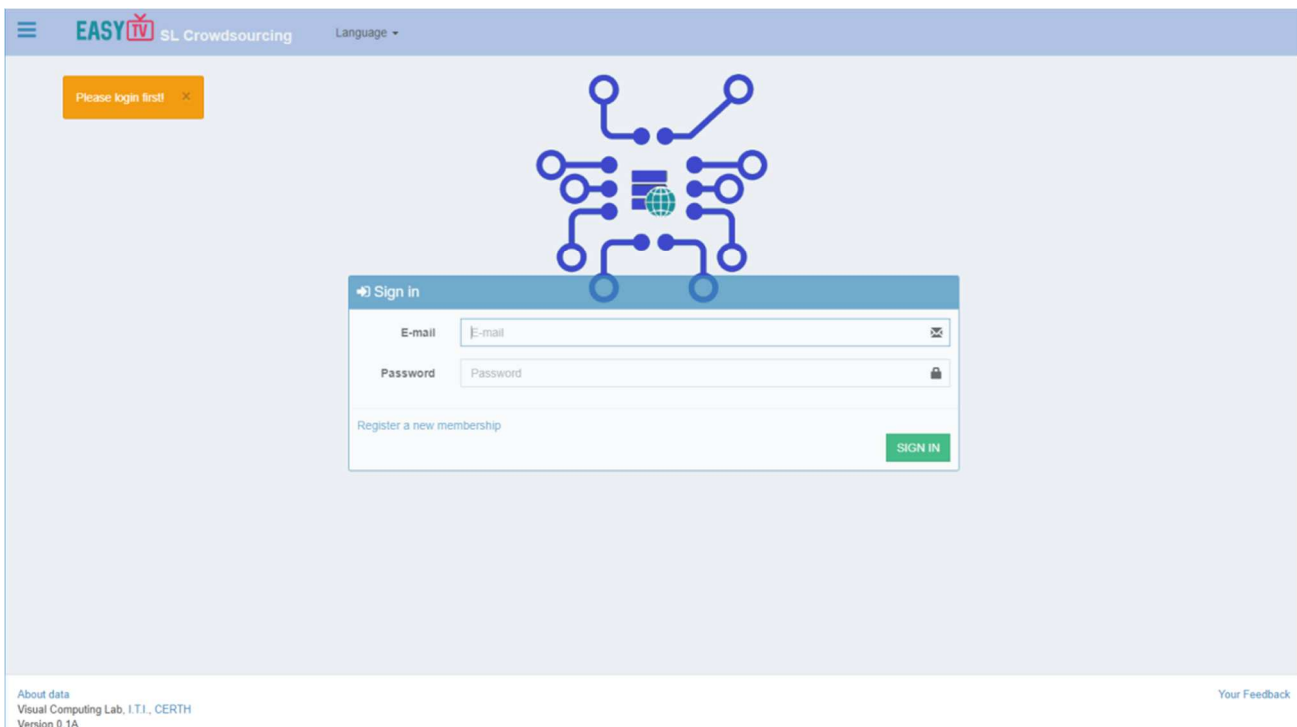 EASY TV SL Crowdsourcing Language
Please login first! ×
Sign in
E-mail E-mail
Password Password
Register a new membership
SIGN IN
About data Your Feedback
Visual Computing Lab, I.T.I., CERTH
Version 0.1A